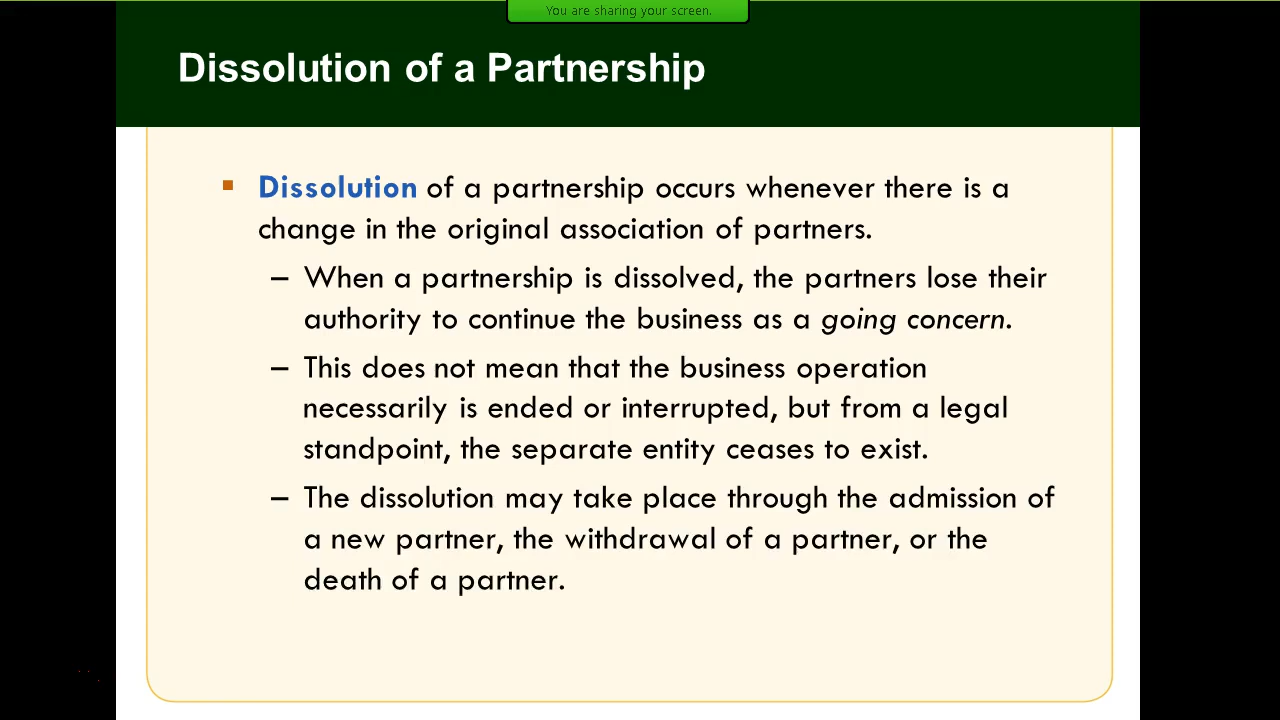 You are sharing your screen.
Dissolution of a Partnership
▪ Dissolution of a partnership occurs whenever there is a
change in the original association of partners.
– When a partnership is dissolved, the partners lose their
authority to continue the business as a going concern.
– This does not mean that the business operation
necessarily is ended or interrupted, but from a legal
standpoint, the separate entity ceases to exist.
– The dissolution may take place through the admission of
a new partner, the withdrawal of a partner, or the
death of a partner.